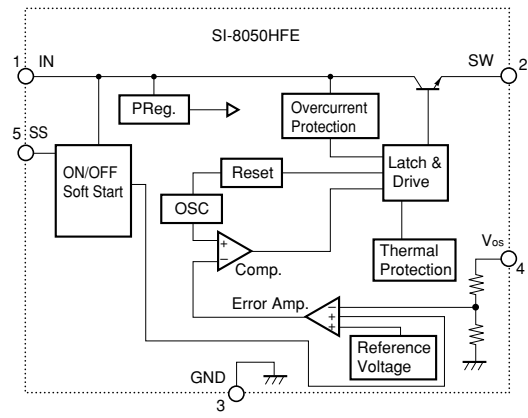 SI-8050HFE
1 IN
SW 2
PReg.
Overcurrent
Protection
5 SS
ON/OFF
Soft Start
Latch &
Drive
Reset
OSC
+
−
Comp.
Thermal
Protection
Vos
4
Error Amp.
−
+
+
Reference
Voltage
GND
3